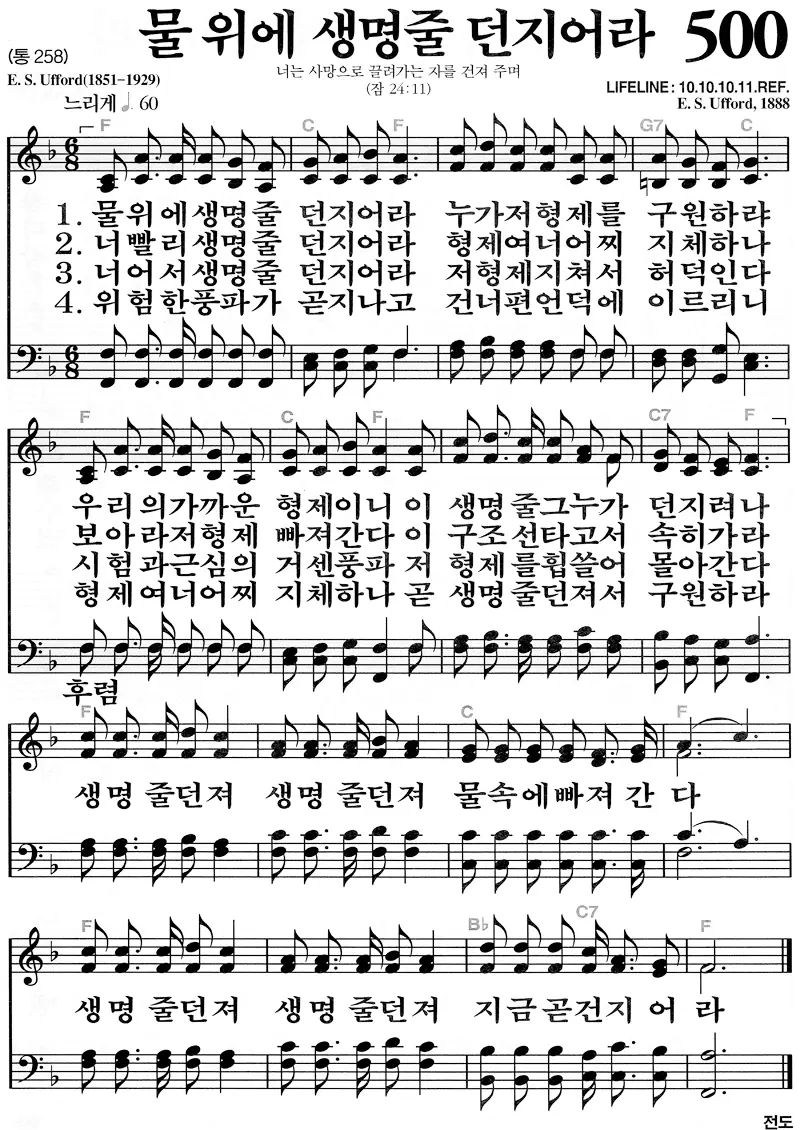 물 위에 생명줄 던지어라 500
(통 258)
너는 사망으로 끌려가는 자를 건져 주며
E. S. Ufford(1851-1929)
(잠 24:11)
LIFELINE: 10.10.10.11.REF.
느리게 ♩. 60
E. S. Ufford, 1888
F C F G7 C
1. 물위에생명줄 던지어라 누가저형제를 구원하랴
2. 너빨리생명줄 던지어라 형제여너어찌 지체하나
3. 너어서생명줄 던지어라 저형제지쳐서 허덕인다
4. 위험한풍파가 곧지나고 건너편언덕에 이르리니
F C F C7 F
우리의가까운 형제이니 이 생명줄그누가 던지려나
보아라저형제 빠져간다 이 구조선타고서 속히가라
시험과근심의 거센풍파 저 형제를휩쓸어 몰아간다
형제여너어찌 지체하나 곧 생명줄던져서 구원하라
후렴
F C F
생명 줄던져 생명 줄던져 물속에빠져 간 다
F B♭ C7 F
생명 줄던져 생명 줄던져 지금곧건지 어 라
전도